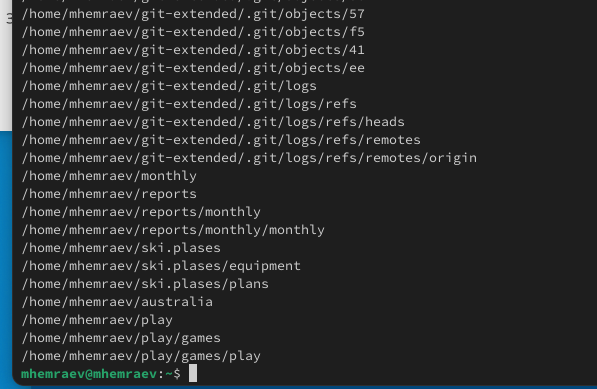 /home/mhemraev/git-extended/.git/objects/57
/home/mhemraev/git-extended/.git/objects/f5
/home/mhemraev/git-extended/.git/objects/41
/home/mhemraev/git-extended/.git/objects/ee
/home/mhemraev/git-extended/.git/logs
/home/mhemraev/git-extended/.git/logs/refs
/home/mhemraev/git-extended/.git/logs/refs/heads
/home/mhemraev/git-extended/.git/logs/refs/remotes
/home/mhemraev/git-extended/.git/logs/refs/remotes/origin
/home/mhemraev/monthly
/home/mhemraev/reports
/home/mhemraev/reports/monthly
/home/mhemraev/reports/monthly/monthly
/home/mhemraev/ski.plases
/home/mhemraev/ski.plases/equipment
/home/mhemraev/ski.plases/plans
/home/mhemraev/australia
/home/mhemraev/play
/home/mhemraev/play/games
/home/mhemraev/play/games/play
mhemraev@mhemraev:~$